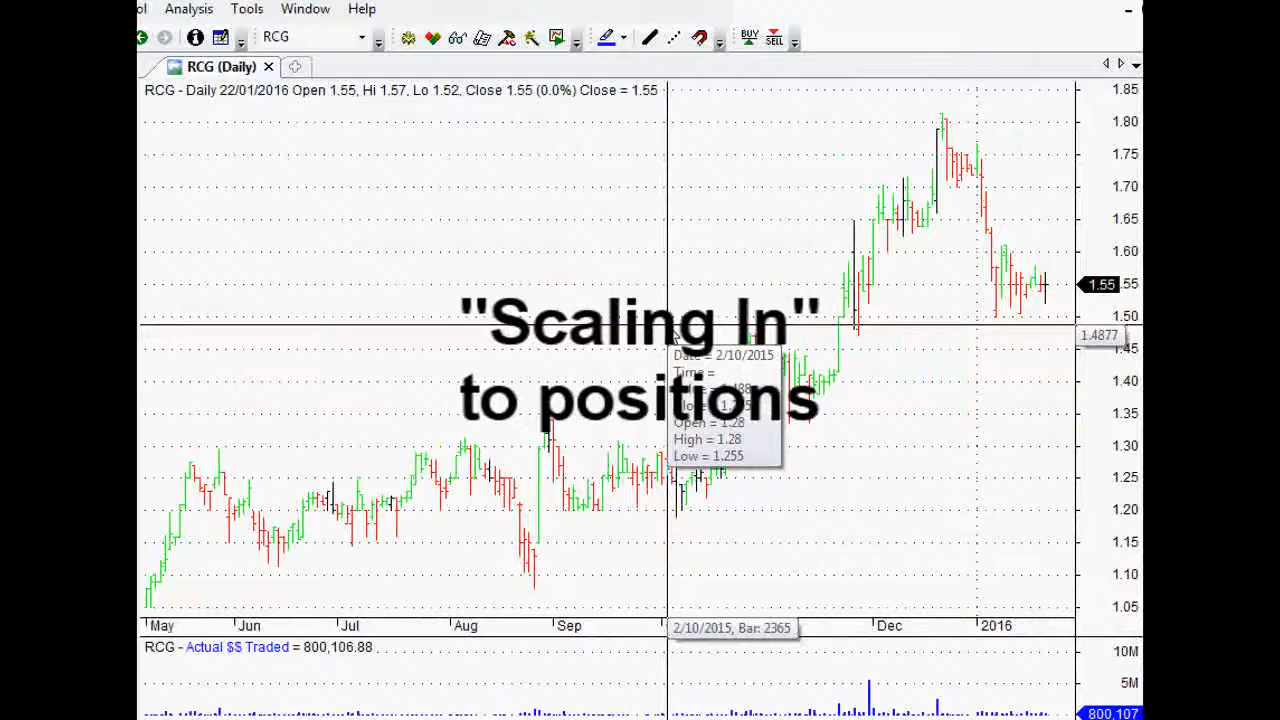 ol Analysis Tools Window Help
RCG
BUY
SELL
RCG (Daily)
RCG - Daily 22/01/2016 Open 1.55, Hi 1.57, Lo 1.52, Close 1.55 (0.0%) Close = 1.55
1.85
1.80
1.75
1.70
1.65
1.60
1.55
.55
1.50
"Scaling In"
to positions
1.4877
1.45
1.40
1.35
1.30
1.25
1.20
1.15
1.10
1.05
Date = 2/10/2015
Time =
Open = 1.28
High = 1.28
Low = 1.255
May Jun Jul Aug Sep Dec 2016
2/10/2015, Bar: 2365
RCG - Actual $$ Traded = 800,106.88
10M
5M
800,107